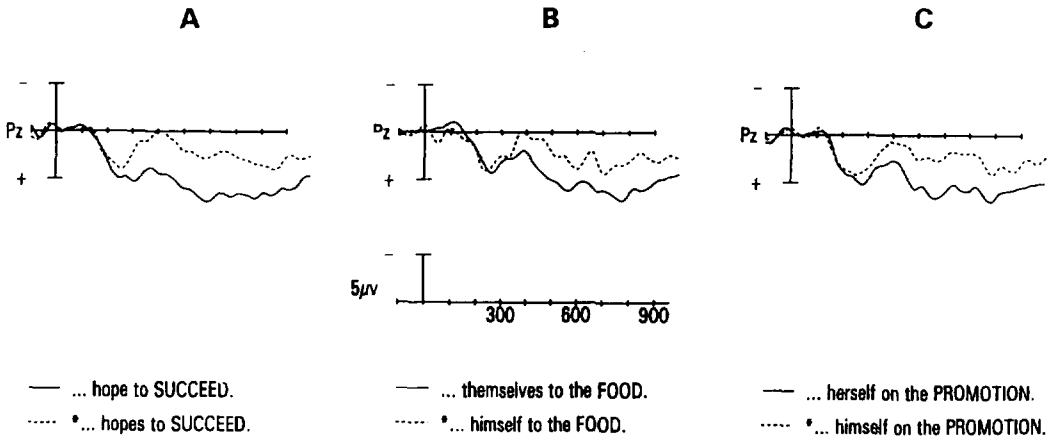 A B C
− − −
Pz Pz Pz
+ + +
−
5μv
300 600 900
— ... hope to SUCCEED. — ... themselves to the FOOD. — ... herself on the PROMOTION.
----- *... hopes to SUCCEED. ----- *... himself to the FOOD. ----- *... himself on the PROMOTION.